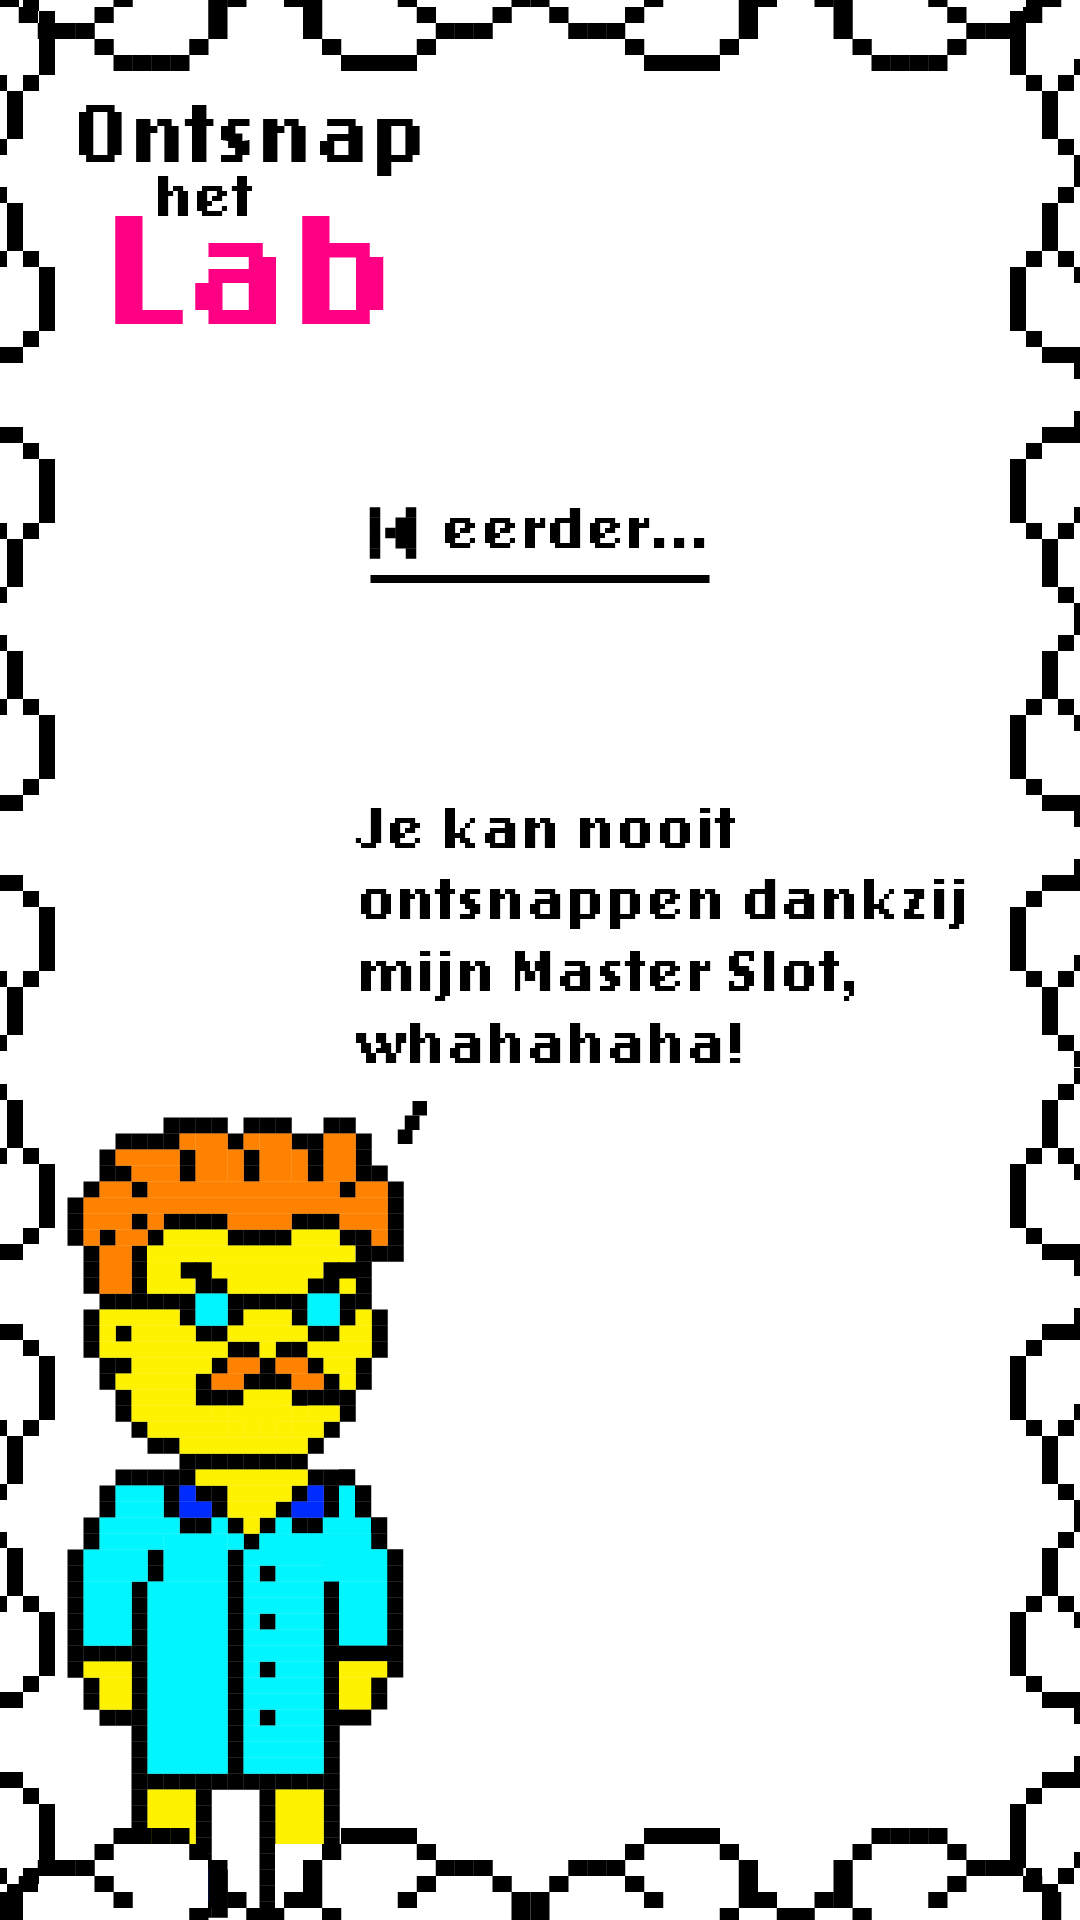 Ontsnap
het
Lab
eerder...
Je kan nooit
ontsnappen dankzij
mijn Master Slot,
whahahaha!